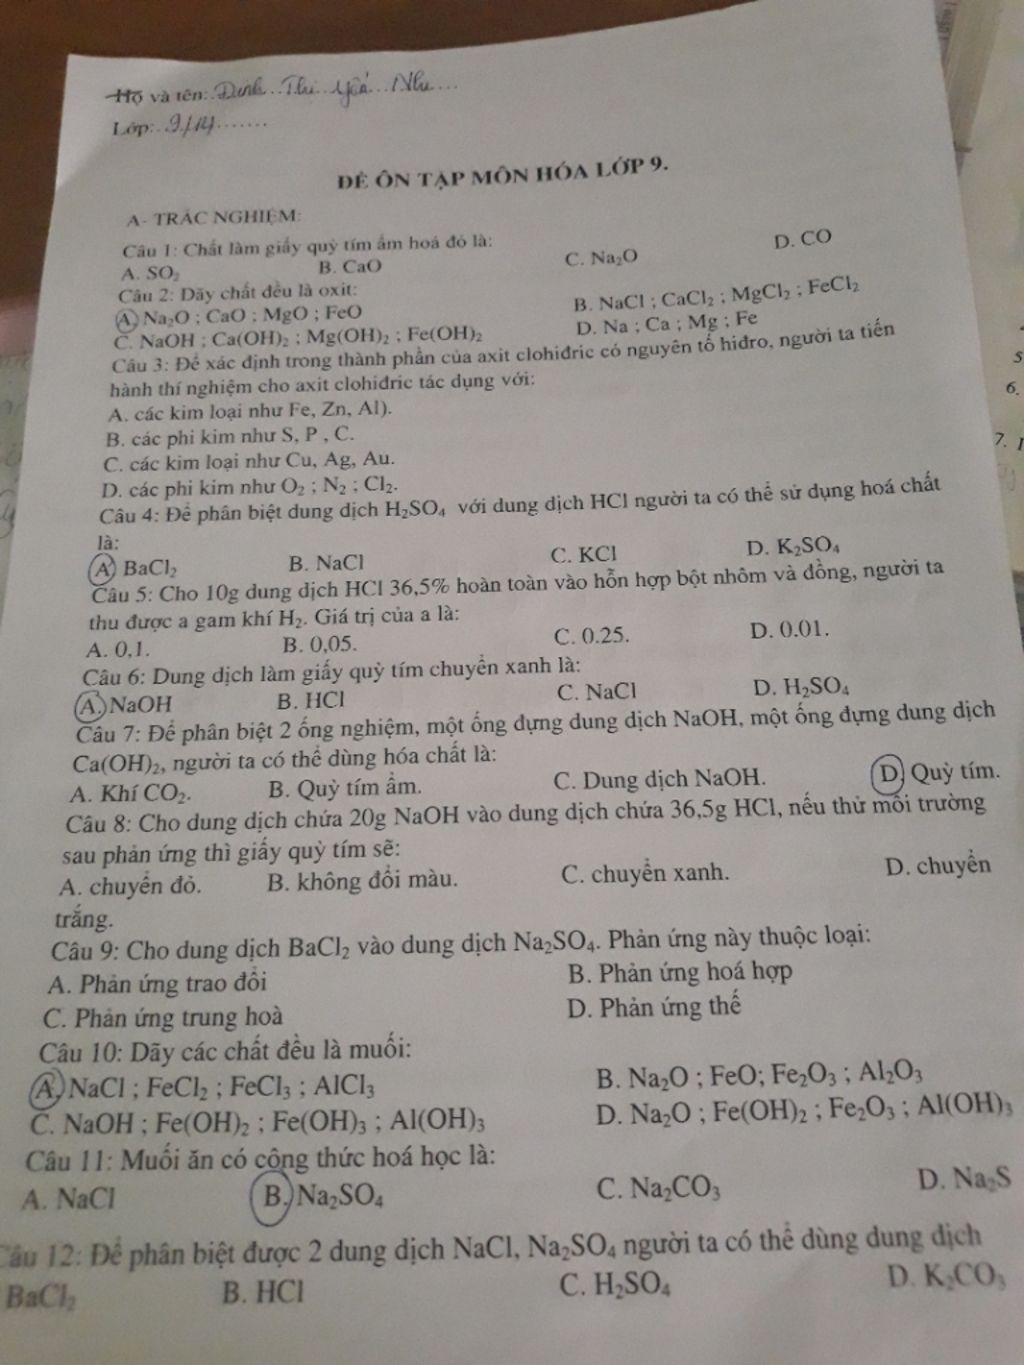 Họ và tên: Đinh Thị Yến Như
Lớp: 9/14
ĐỀ ÔN TẬP MÔN HÓA LỚP 9.
A- TRẮC NGHIỆM:
Câu 1: Chất làm giấy quỳ tím ẩm hoá đỏ là:
A. SO₂ B. CaO C. Na₂O D. CO
Câu 2: Dãy chất đều là oxit:
A. Na₂O ; CaO ; MgO ; FeO B. NaCl ; CaCl₂ ; MgCl₂ ; FeCl₂
C. NaOH ; Ca(OH)₂ ; Mg(OH)₂ ; Fe(OH)₂ D. Na ; Ca ; Mg ; Fe
Câu 3: Để xác định trong thành phần của axit clohiđric có nguyên tố hiđro, người ta tiến
hành thí nghiệm cho axit clohiđric tác dụng với:
A. các kim loại như Fe, Zn, Al).
B. các phi kim như S, P , C.
C. các kim loại như Cu, Ag, Au.
D. các phi kim như O₂ ; N₂ ; Cl₂.
Câu 4: Để phân biệt dung dịch H₂SO₄ với dung dịch HCl người ta có thể sử dụng hoá chất
là:
A. BaCl₂ B. NaCl C. KCl D. K₂SO₄
Câu 5: Cho 10g dung dịch HCl 36,5% hoàn toàn vào hỗn hợp bột nhôm và đồng, người ta
thu được a gam khí H₂. Giá trị của a là:
A. 0,1. B. 0,05. C. 0.25. D. 0.01.
Câu 6: Dung dịch làm giấy quỳ tím chuyển xanh là:
A. NaOH B. HCl C. NaCl D. H₂SO₄
Câu 7: Để phân biệt 2 ống nghiệm, một ống đựng dung dịch NaOH, một ống đựng dung dịch
Ca(OH)₂, người ta có thể dùng hóa chất là:
A. Khí CO₂. B. Quỳ tím ẩm. C. Dung dịch NaOH. D. Quỳ tím.
Câu 8: Cho dung dịch chứa 20g NaOH vào dung dịch chứa 36,5g HCl, nếu thử môi trường
sau phản ứng thì giấy quỳ tím sẽ:
A. chuyển đỏ. B. không đổi màu. C. chuyển xanh. D. chuyển
trắng.
Câu 9: Cho dung dịch BaCl₂ vào dung dịch Na₂SO₄. Phản ứng này thuộc loại:
A. Phản ứng trao đổi B. Phản ứng hoá hợp
C. Phản ứng trung hoà D. Phản ứng thế
Câu 10: Dãy các chất đều là muối:
A. NaCl ; FeCl₂ ; FeCl₃ ; AlCl₃ B. Na₂O ; FeO; Fe₂O₃ ; Al₂O₃
C. NaOH ; Fe(OH)₂ ; Fe(OH)₃ ; Al(OH)₃ D. Na₂O ; Fe(OH)₂ ; Fe₂O₃ ; Al(OH)₃
Câu 11: Muối ăn có công thức hoá học là:
A. NaCl B. Na₂SO₄ C. Na₂CO₃ D. Na₂S
Câu 12: Để phân biệt được 2 dung dịch NaCl, Na₂SO₄ người ta có thể dùng dung dịch
BaCl₂ B. HCl C. H₂SO₄ D. K₂CO₃
6.
7.